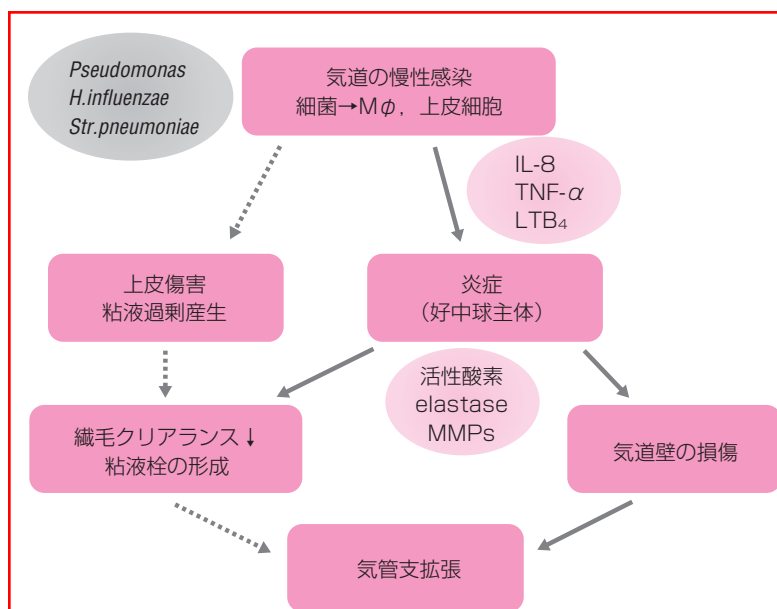 Pseudomonas
H.influenzae
Str.pneumoniae
気道の慢性感染
細菌→Mφ，上皮細胞
IL-8
TNF-α
LTB₄
上皮傷害
粘液過剰産生
炎症
（好中球主体）
活性酸素
elastase
MMPs
繊毛クリアランス↓
粘液栓の形成
気道壁の損傷
気管支拡張